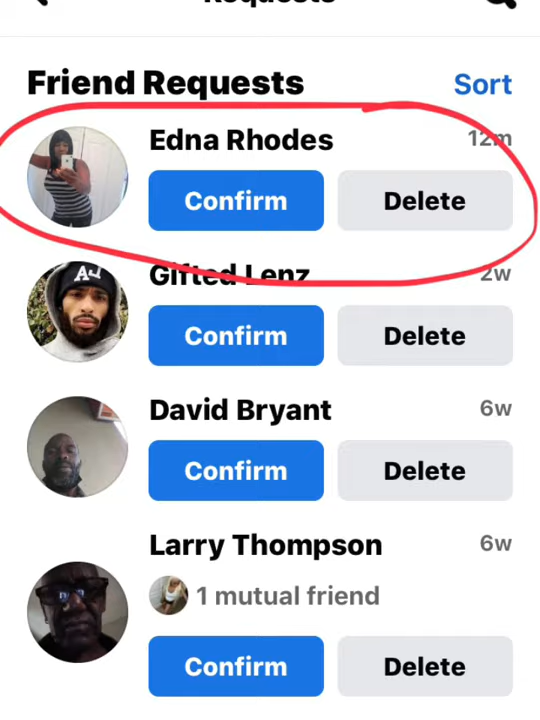 Requests
Friend Requests
Sort
Edna Rhodes
12m
Confirm
Delete
Gifted Lenz
2w
Confirm
Delete
David Bryant
6w
Confirm
Delete
Larry Thompson
6w
1 mutual friend
Confirm
Delete